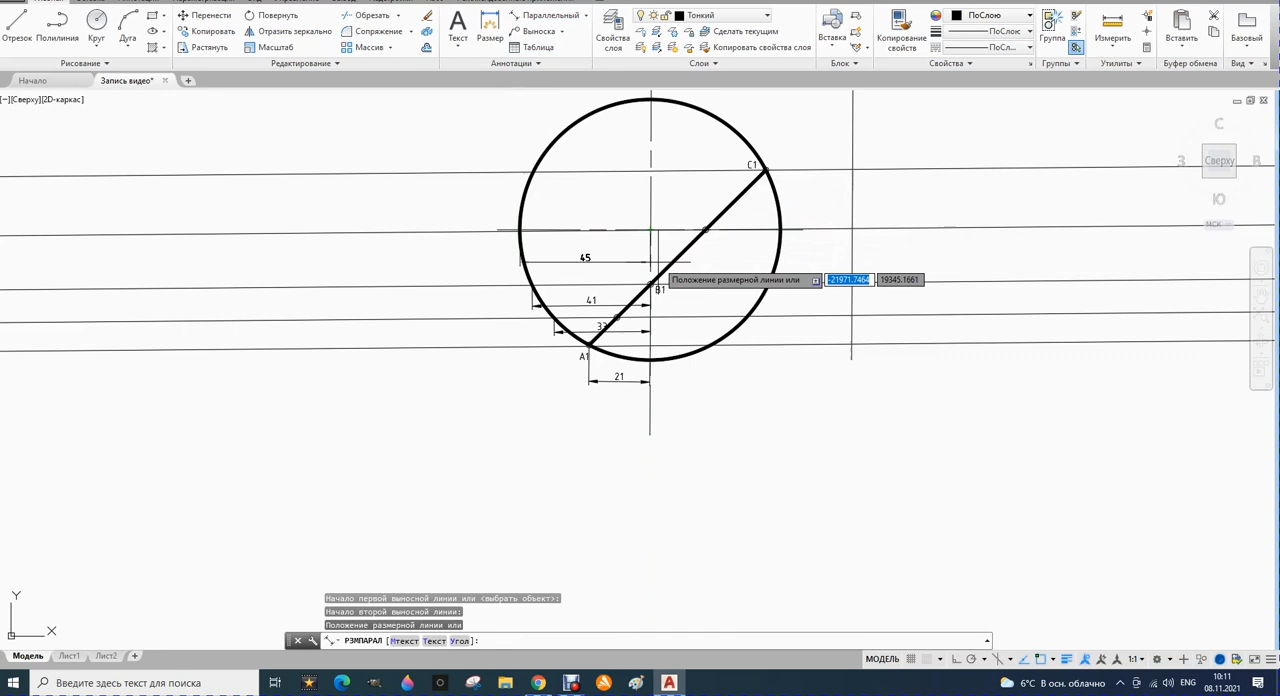 Перенести Повернуть Обрезать Параллельный Тонкий ПоСлою
Отрезок Полилиния Круг Дуга Копировать Отразить зеркально Сопряжение Текст Размер Выноска Свойства слоя Сделать текущим Вставка Копирование свойств ПоСлою Группа Измерить Вставить Базовый
Растянуть Масштаб Массив Таблица Копировать свойства слоя ПоСл...
Рисование Редактирование Аннотации Слои Блок Свойства Группы Утилиты Буфер обмена Вид
Начало Запись видео*
[−][Сверху][2D-каркас]
С
З Сверху В
Ю
МСК
C1
45
Положение размерной линии или -21971.7464 19345.1661
B1
41
A1
21
Начало первой выносной линии или <выбрать объект>:
Начало второй выносной линии:
Положение размерной линии или
РЗМПАРАЛ [Мтекст Текст Угол]:
Y
X
Модель Лист1 Лист2 МОДЕЛЬ 1:1
Введите здесь текст для поиска 6°C В осн. облачно ENG 10:11
08.11.2021